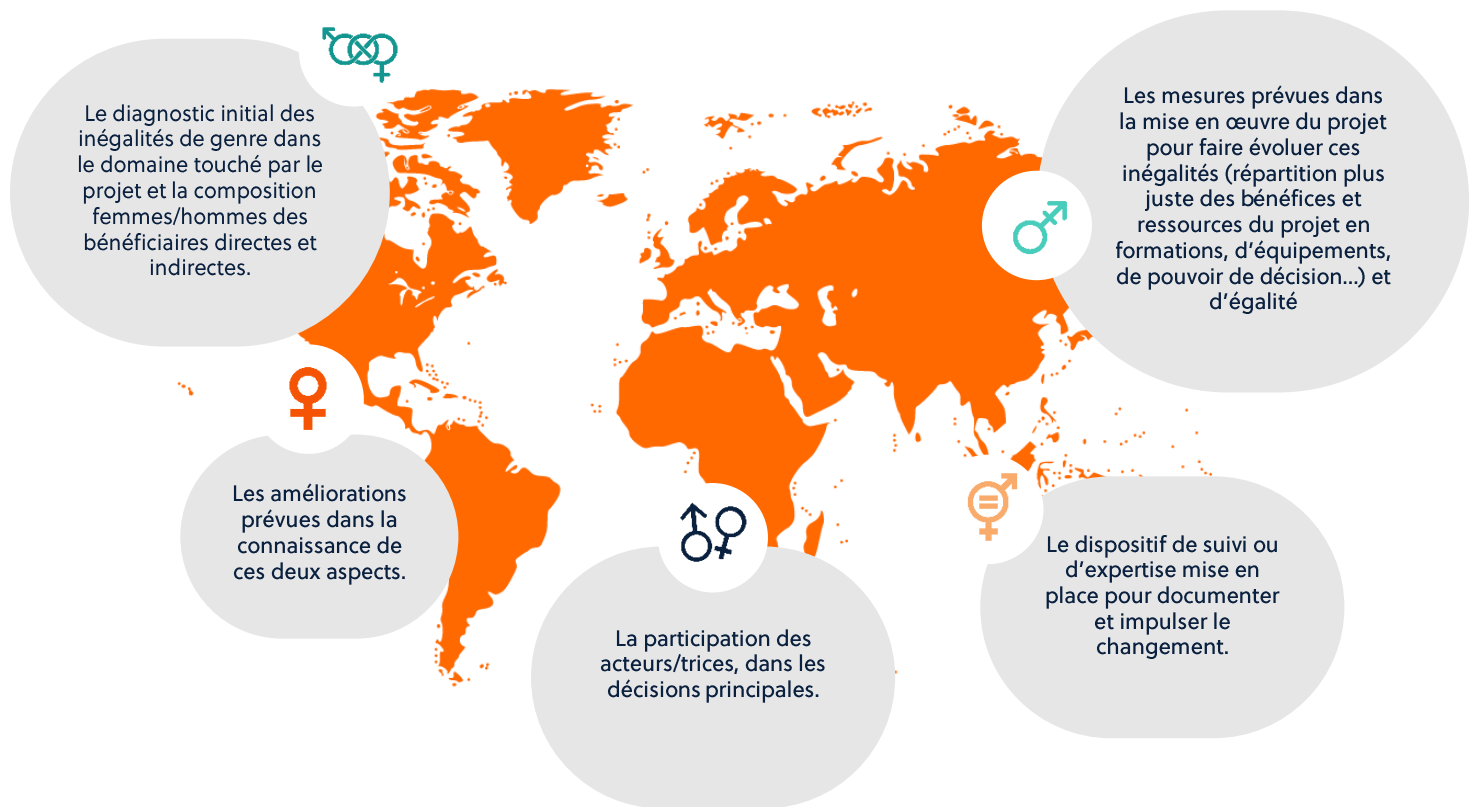 Le diagnostic initial des
inégalités de genre dans
le domaine touché par le
projet et la composition
femmes/hommes des
bénéficiaires directes et
indirectes.
Les améliorations
prévues dans la
connaissance de
ces deux aspects.
La participation des
acteurs/trices, dans les
décisions principales.
Le dispositif de suivi ou
d’expertise mise en
place pour documenter
et impulser le
changement.
Les mesures prévues dans
la mise en œuvre du projet
pour faire évoluer ces
inégalités (répartition plus
juste des bénéfices et
ressources du projet en
formations, d’équipements,
de pouvoir de décision...) et
d’égalité